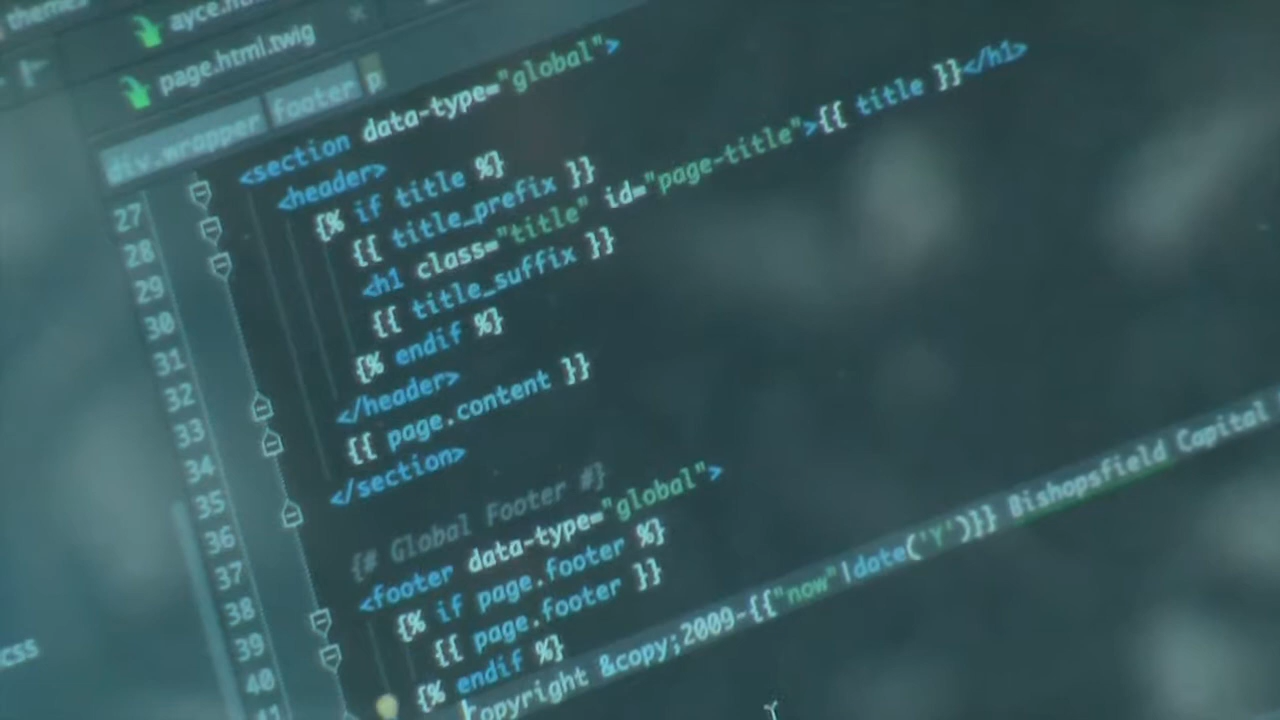 themes
ayce.h
page.html.twig
div.wrapper footer p
<section data-type="global">
<header>
{% if title %}
{{ title_prefix }}
<h1 class="title" id="page-title">{{ title }}</h1>
{{ title_suffix }}
{% endif %}
</header>
{{ page.content }}
</section>
{# Global Footer #}
<footer data-type="global">
{% if page.footer %}
{{ page.footer }}
{% endif %}
Copyright &copy;2009-{{"now"|date('Y')}} Bishopsfield Capital
27
28
29
30
31
32
33
34
35
36
37
38
39
40
41
css